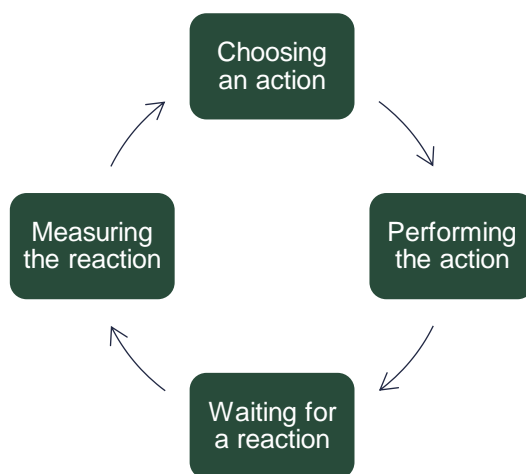 Choosing
an action
Performing
the action
Waiting for
a reaction
Measuring
the reaction